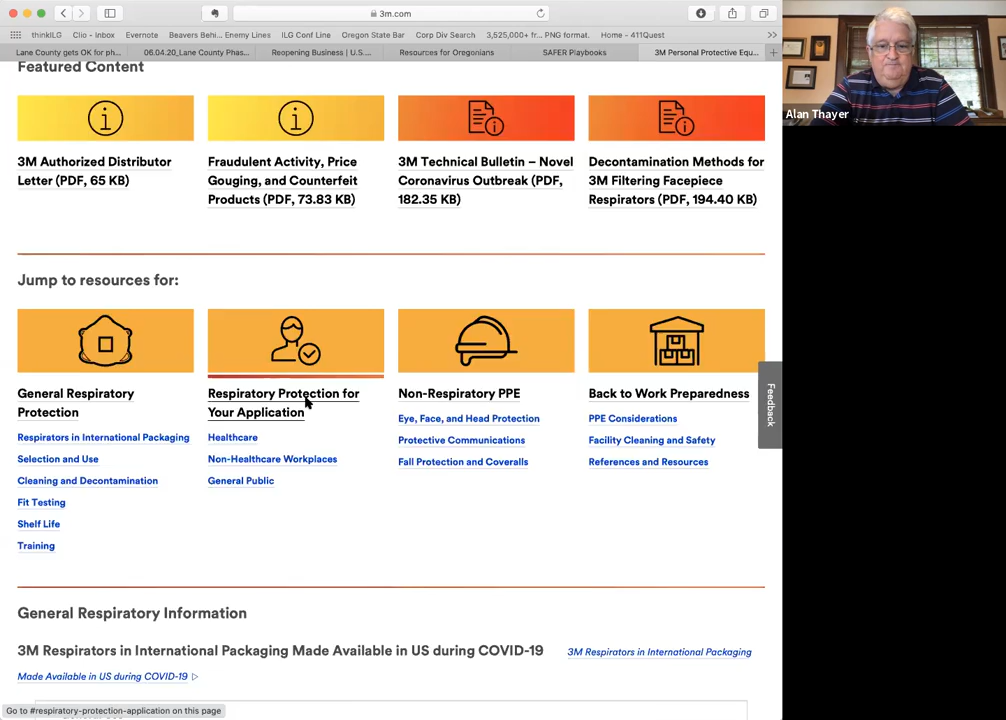 3m.com
thinkILG Clio - inbox Evernote Beavers Behi... Enemy Lines iLG Conf Line Oregon State Bar Corp Div Search 3,525,000+ fr... PNG format. Home - 411Quest
Lane County gets OK for ph... 06.04.20_Lane County Phas... Reopening Business | U.S.... Resources for Oregonians SAFER Playbooks 3M Personal Protective Equ...
Featured Content
3M Authorized Distributor
Letter (PDF, 65 KB)
Fraudulent Activity, Price
Gouging, and Counterfeit
Products (PDF, 73.83 KB)
3M Technical Bulletin – Novel
Coronavirus Outbreak (PDF,
182.35 KB)
Decontamination Methods for
3M Filtering Facepiece
Respirators (PDF, 194.40 KB)
Jump to resources for:
General Respiratory
Protection
Respirators in International Packaging
Selection and Use
Cleaning and Decontamination
Fit Testing
Shelf Life
Training
Respiratory Protection for
Your Application
Healthcare
Non-Healthcare Workplaces
General Public
Non-Respiratory PPE
Eye, Face, and Head Protection
Protective Communications
Fall Protection and Coveralls
Back to Work Preparedness
PPE Considerations
Facility Cleaning and Safety
References and Resources
Feedback
General Respiratory Information
3M Respirators in International Packaging Made Available in US during COVID-19
3M Respirators in International Packaging
Made Available in US during COVID-19
Go to #respiratory-protection-application on this page
Alan Thayer